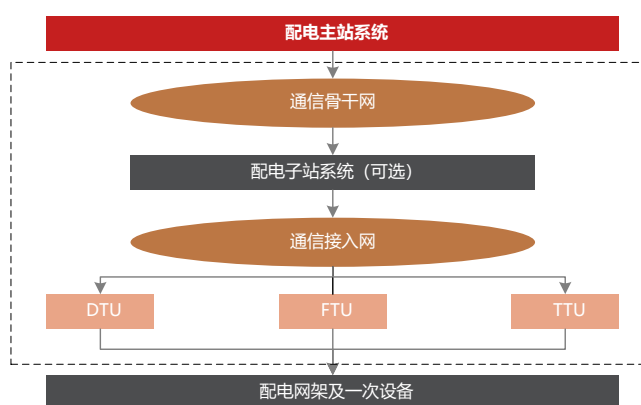 配电主站系统
通信骨干网
配电子站系统（可选）
通信接入网
DTU
FTU
TTU
配电网架及一次设备